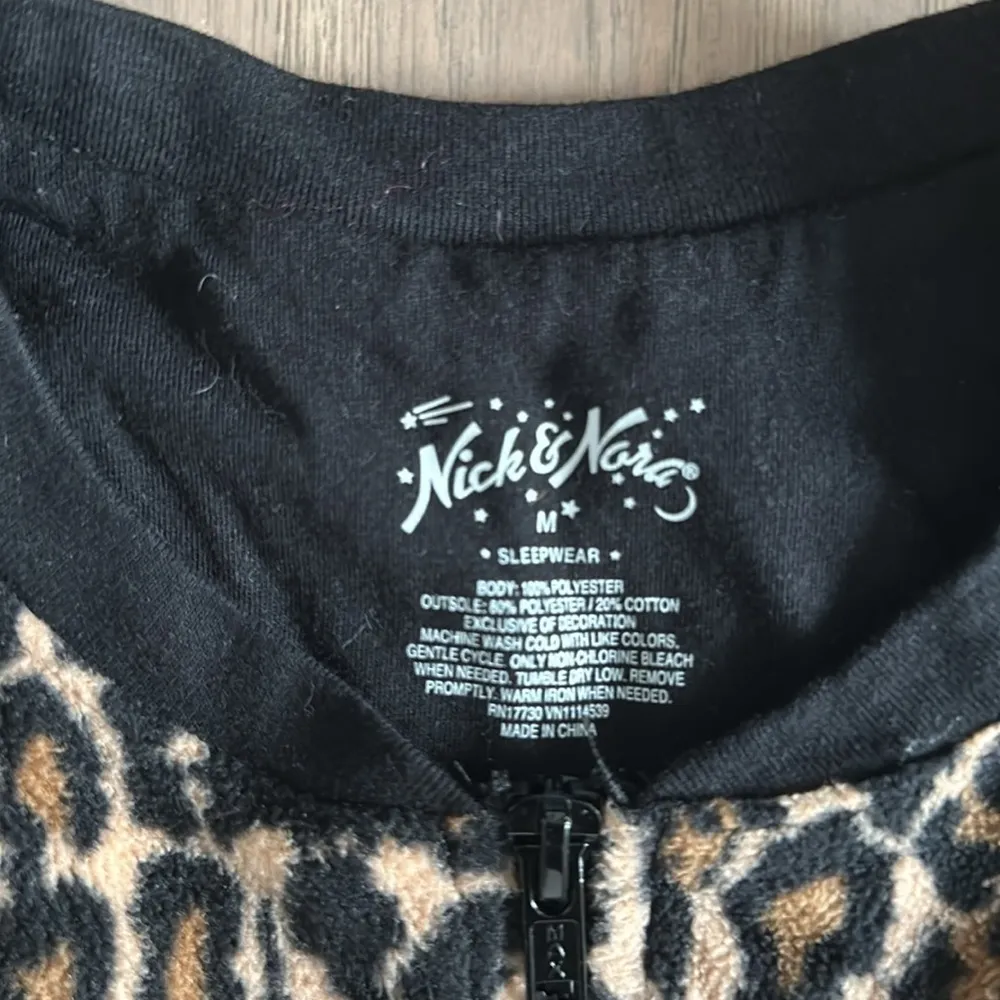 Nick & Nora®
M
SLEEPWEAR
BODY: 100% POLYESTER
OUTSOLE: 80% POLYESTER / 20% COTTON
EXCLUSIVE OF DECORATION
MACHINE WASH COLD WITH LIKE COLORS.
GENTLE CYCLE. ONLY NON-CHLORINE BLEACH
WHEN NEEDED. TUMBLE DRY LOW. REMOVE
PROMPTLY. WARM IRON WHEN NEEDED.
RN17730 VN1114539
MADE IN CHINA